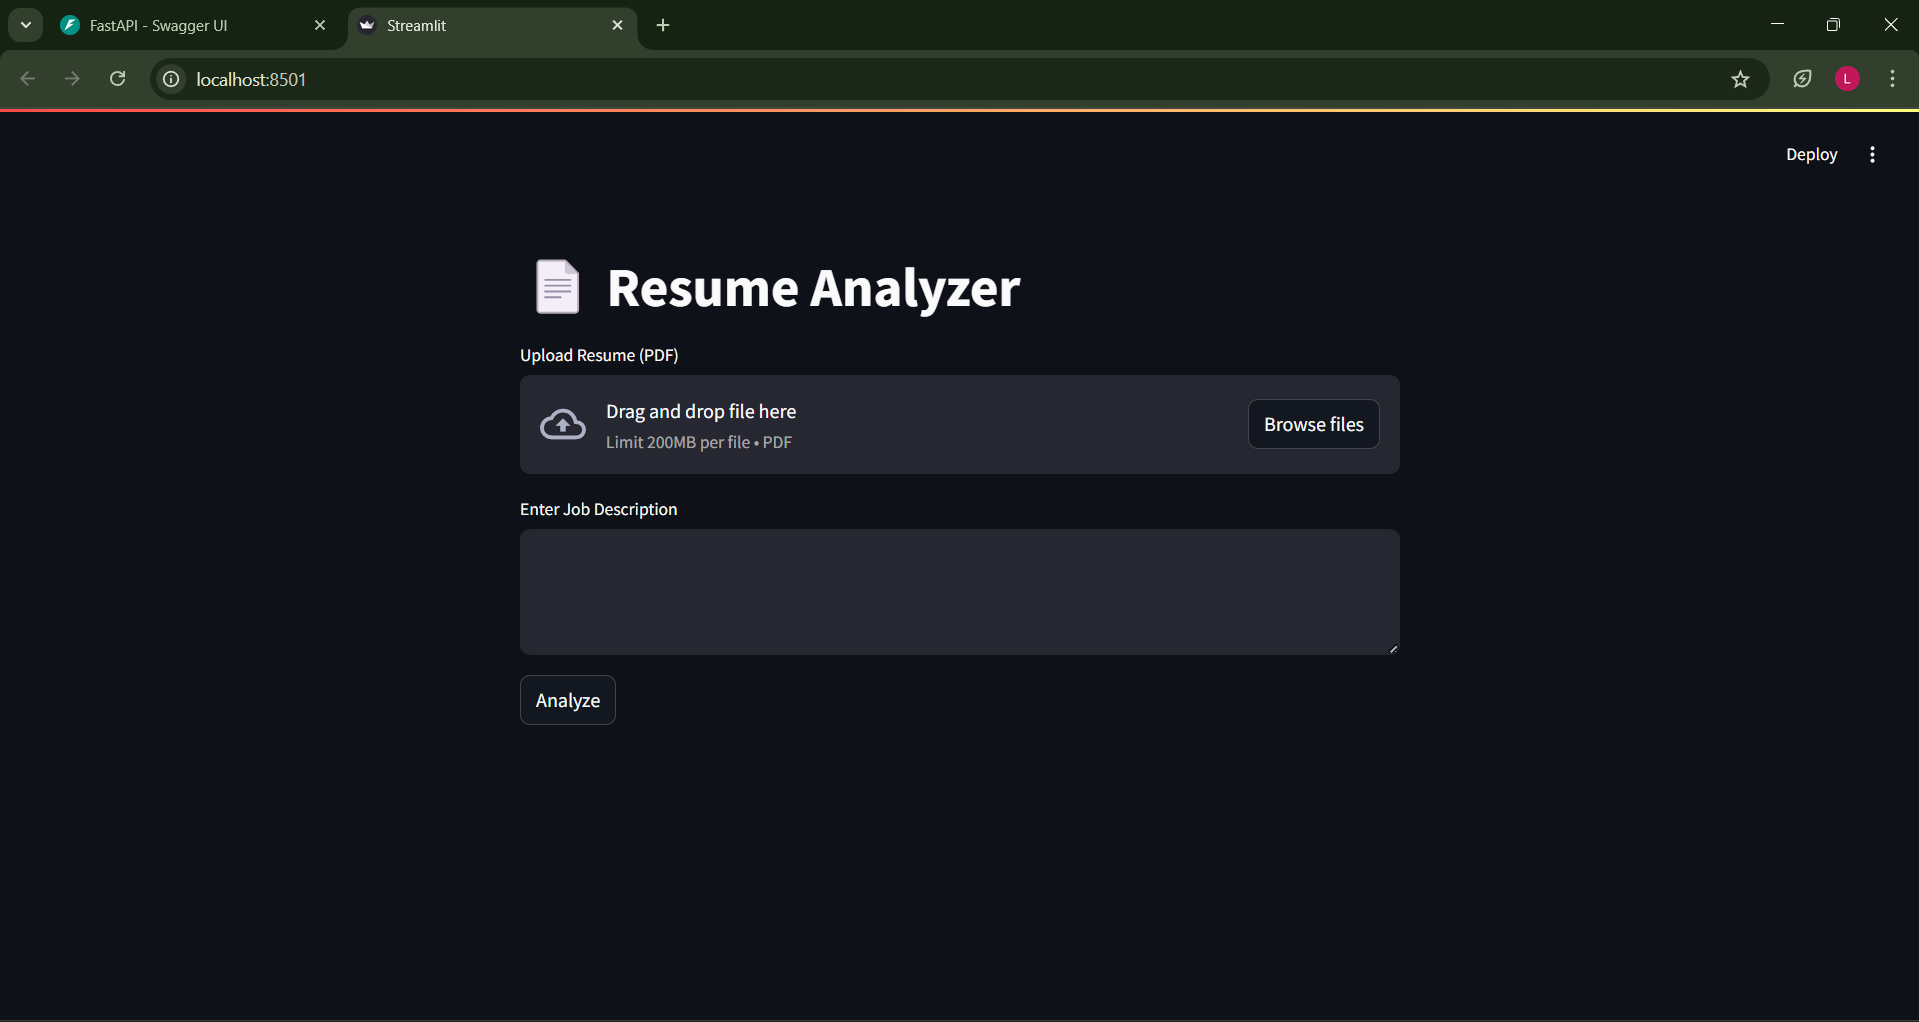 FastAPI - Swagger UI
Streamlit
localhost:8501
L
Deploy
Resume Analyzer
Upload Resume (PDF)
Drag and drop file here
Limit 200MB per file • PDF
Browse files
Enter Job Description
Analyze